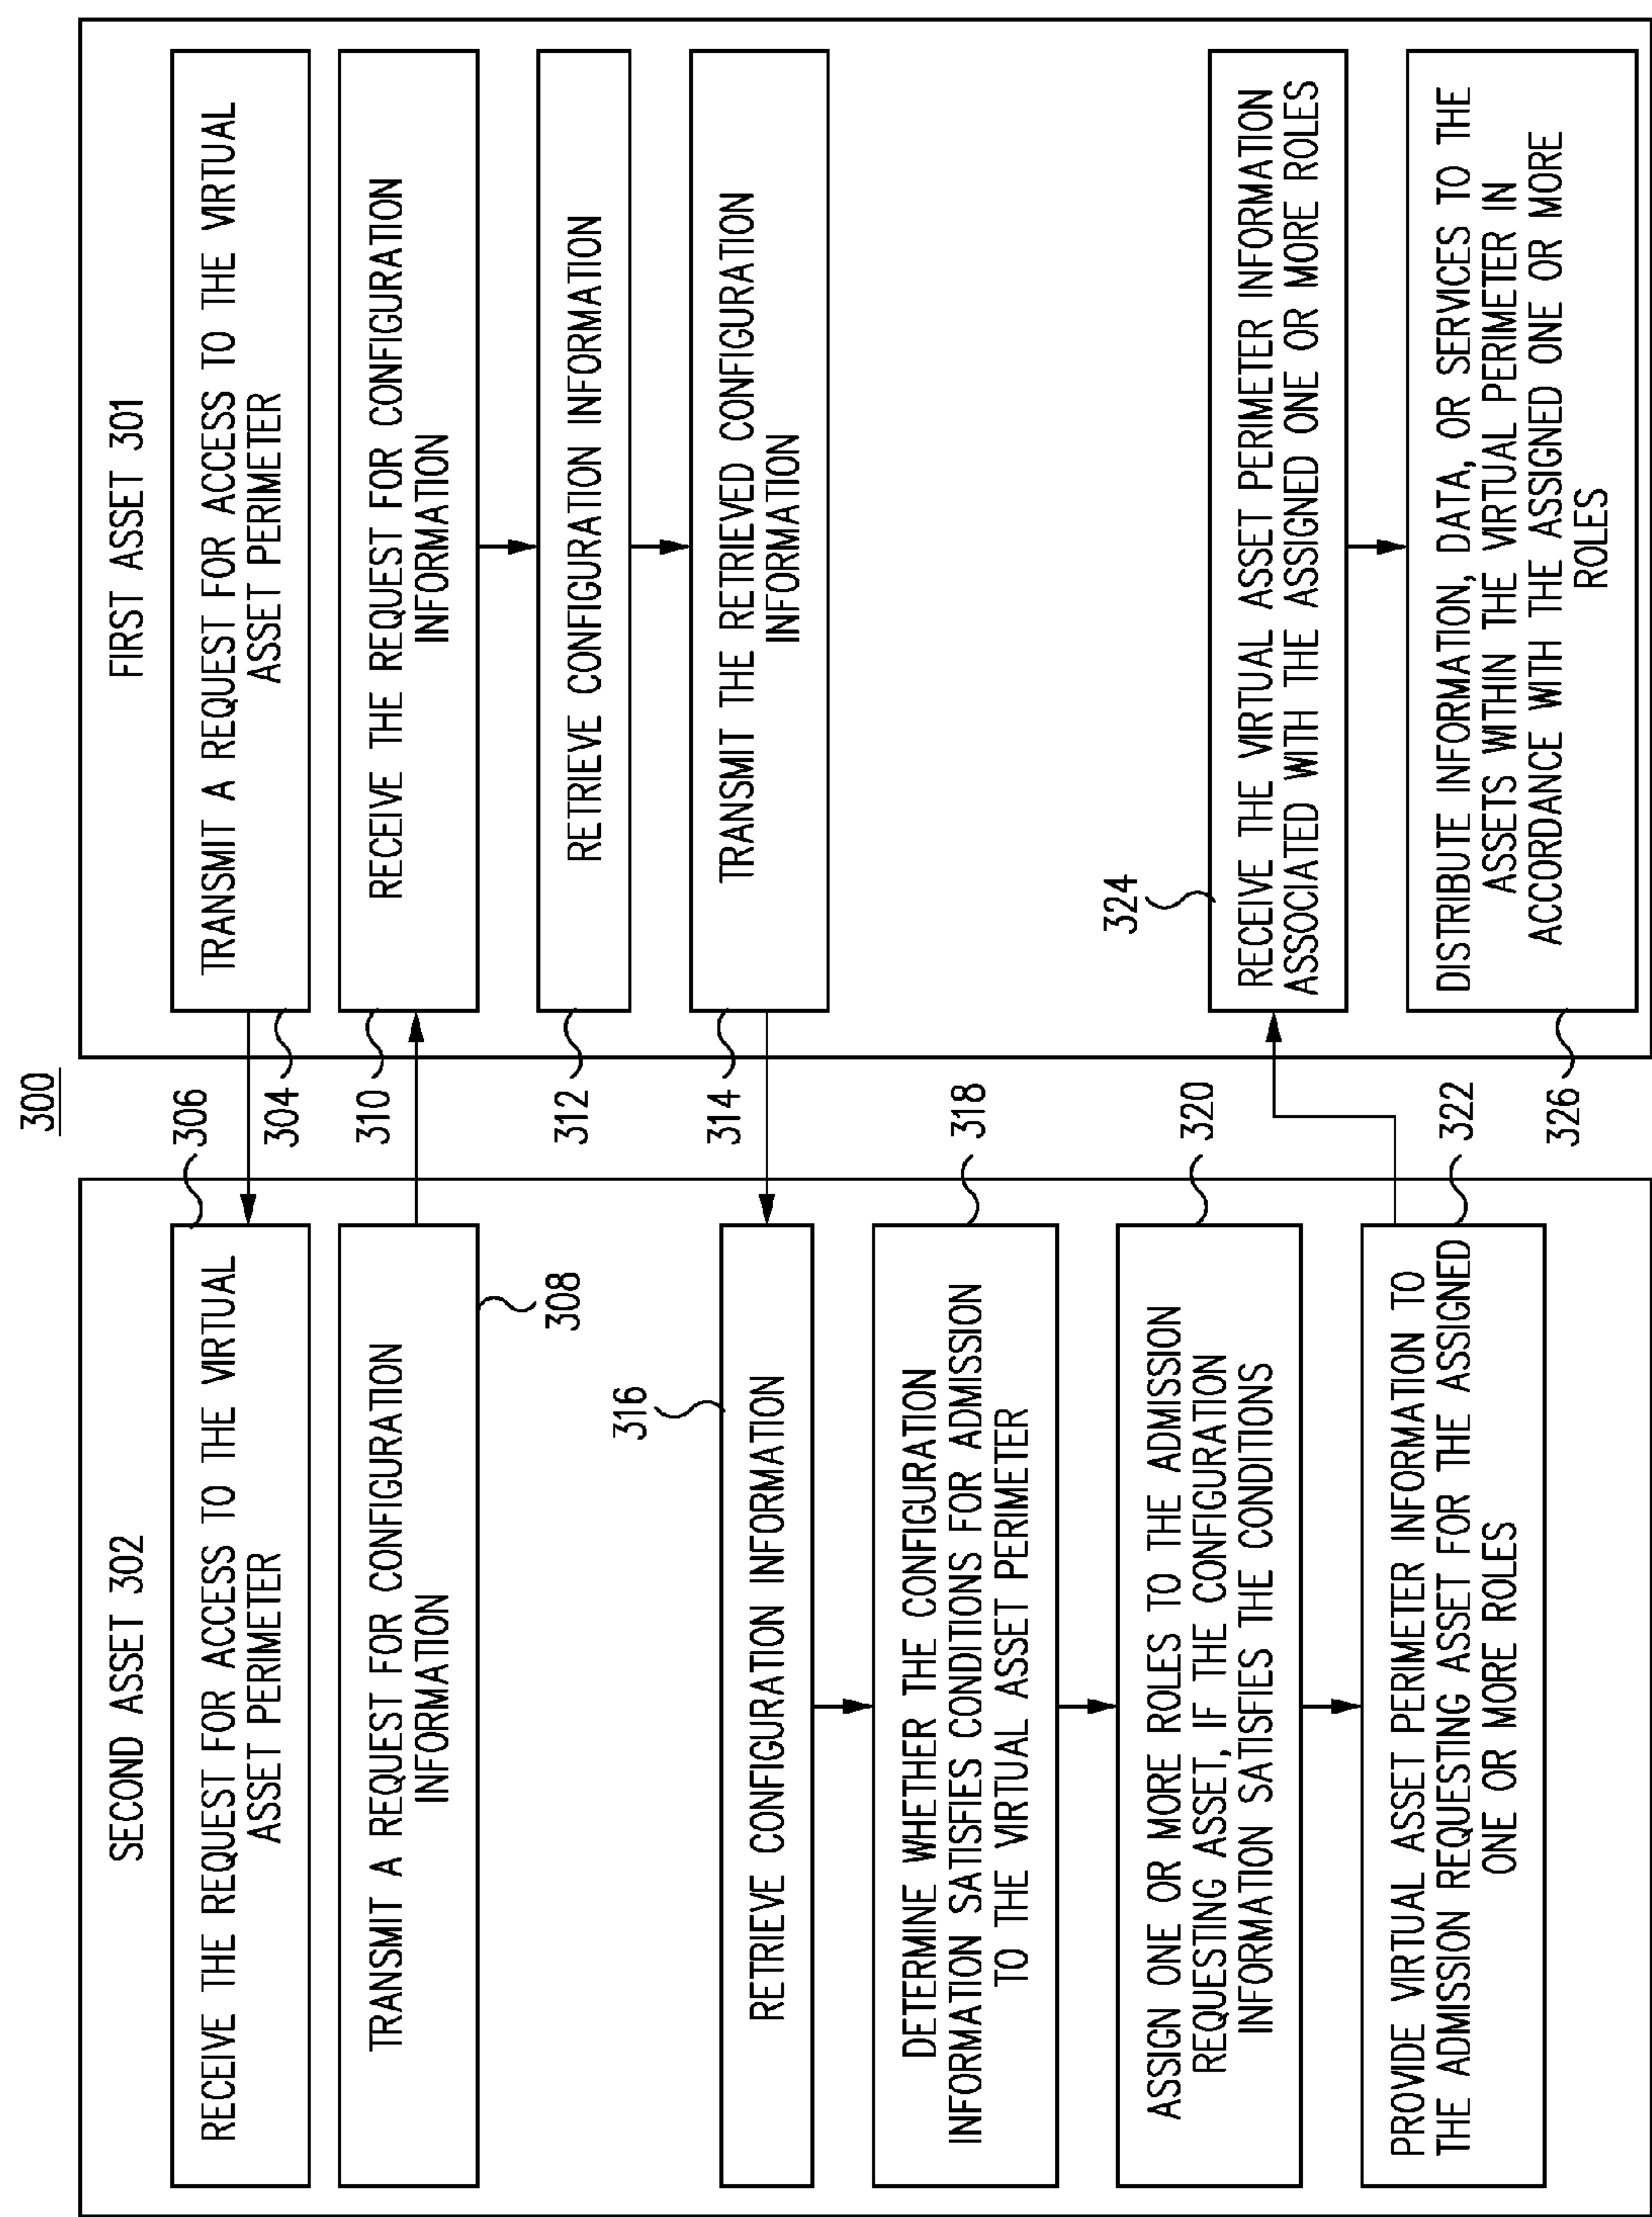 300
SECOND ASSET 302
RECEIVE THE REQUEST FOR ACCESS TO THE VIRTUAL
ASSET PERIMETER
306
TRANSMIT A REQUEST FOR CONFIGURATION
INFORMATION
308
316
RETRIEVE CONFIGURATION INFORMATION
DETERMINE WHETHER THE CONFIGURATION
INFORMATION SATISFIES CONDITIONS FOR ADMISSION
TO THE VIRTUAL ASSET PERIMETER
318
ASSIGN ONE OR MORE ROLES TO THE ADMISSION
REQUESTING ASSET, IF THE CONFIGURATION
INFORMATION SATISFIES THE CONDITIONS
320
PROVIDE VIRTUAL ASSET PERIMETER INFORMATION TO
THE ADMISSION REQUESTING ASSET FOR THE ASSIGNED
ONE OR MORE ROLES
322
FIRST ASSET 301
TRANSMIT A REQUEST FOR ACCESS TO THE VIRTUAL
ASSET PERIMETER
304
RECEIVE THE REQUEST FOR CONFIGURATION
INFORMATION
310
RETRIEVE CONFIGURATION INFORMATION
312
TRANSMIT THE RETRIEVED CONFIGURATION
INFORMATION
314
324
RECEIVE THE VIRTUAL ASSET PERIMETER INFORMATION
ASSOCIATED WITH THE ASSIGNED ONE OR MORE ROLES
DISTRIBUTE INFORMATION, DATA, OR SERVICES TO THE
ASSETS WITHIN THE VIRTUAL PERIMETER IN
ACCORDANCE WITH THE ASSIGNED ONE OR MORE
ROLES
326